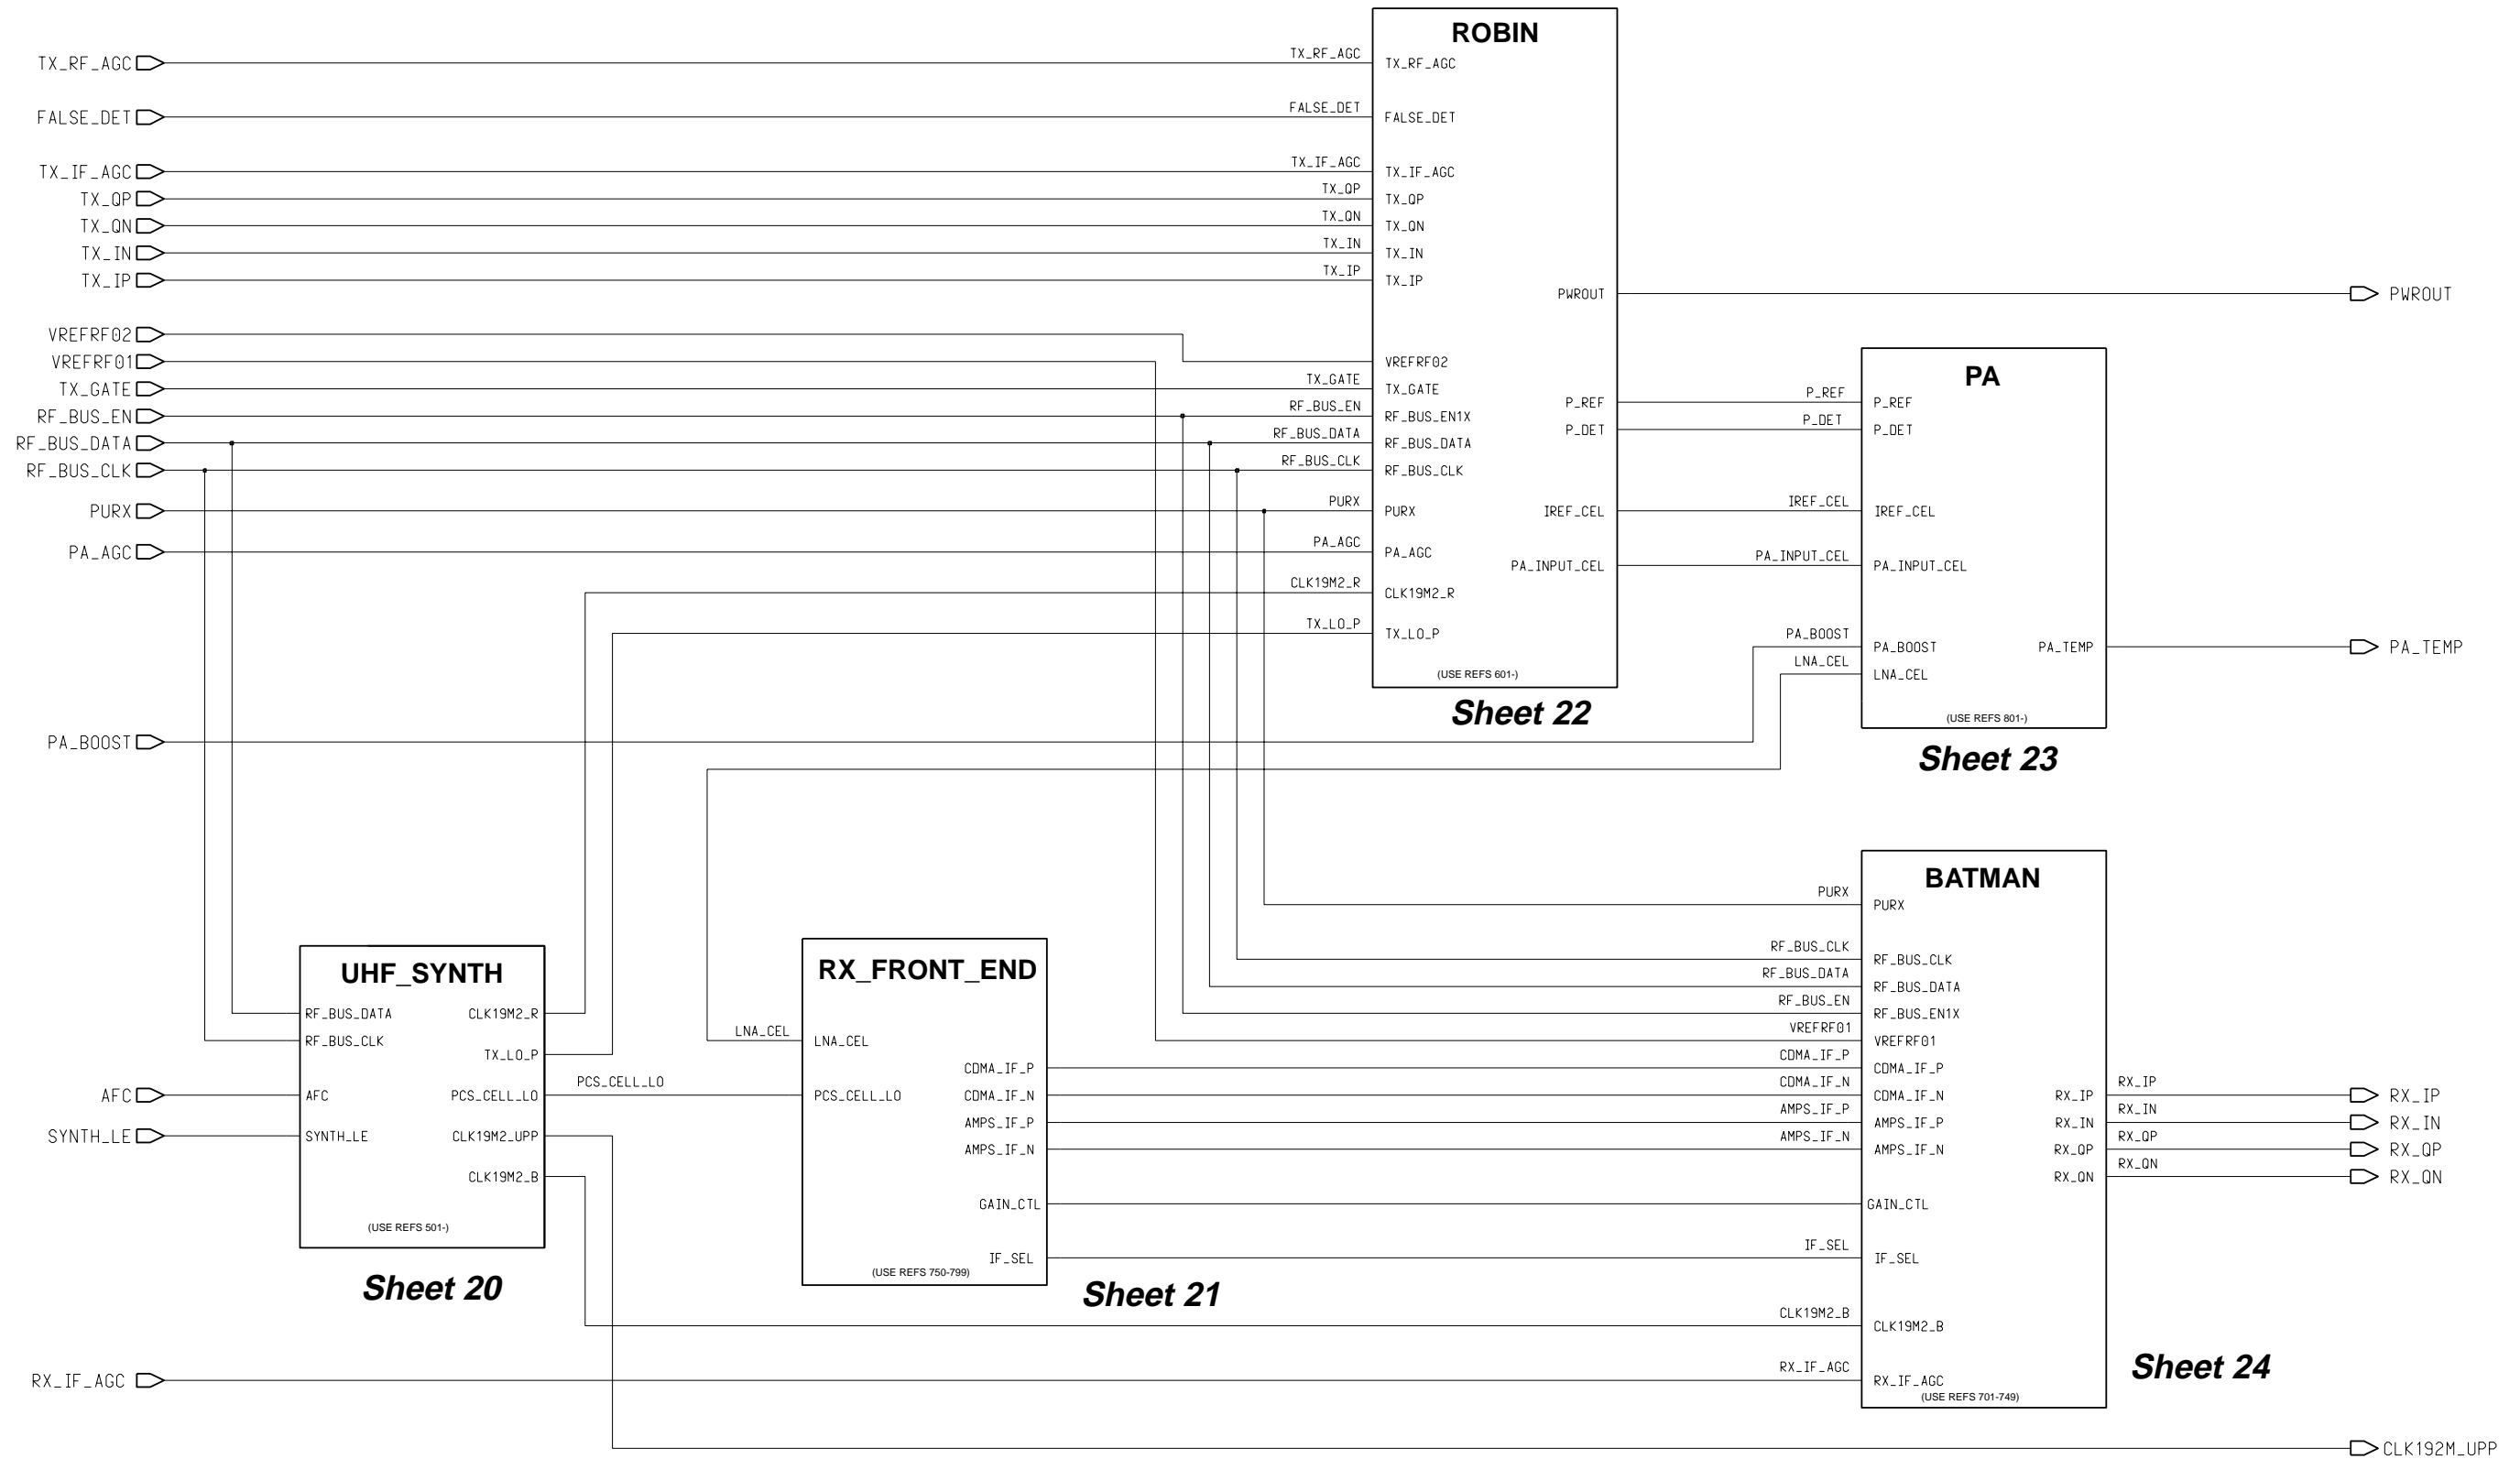 TX_RF_AGC
FALSE_DET
TX_IF_AGC
TX_QP
TX_QN
TX_IN
TX_IP
VREFRF02
VREFRF01
TX_GATE
RF_BUS_EN
RF_BUS_DATA
RF_BUS_CLK
PURX
PA_AGC
PA_BOOST
AFC
SYNTH_LE
RX_IF_AGC
TX_RF_AGC
FALSE_DET
TX_IF_AGC
TX_QP
TX_QN
TX_IN
TX_IP
TX_GATE
RF_BUS_EN
RF_BUS_DATA
RF_BUS_CLK
PURX
PA_AGC
CLK19M2_R
TX_LO_P
ROBIN
TX_RF_AGC
FALSE_DET
TX_IF_AGC
TX_QP
TX_QN
TX_IN
TX_IP
VREFRF02
TX_GATE
RF_BUS_EN1X
RF_BUS_DATA
RF_BUS_CLK
PURX
PA_AGC
CLK19M2_R
TX_LO_P
PWROUT
P_REF
P_DET
IREF_CEL
PA_INPUT_CEL
(USE REFS 601-)
Sheet 22
P_REF
P_DET
IREF_CEL
PA_INPUT_CEL
PA_BOOST
LNA_CEL
PA
P_REF
P_DET
IREF_CEL
PA_INPUT_CEL
PA_BOOST
LNA_CEL
PA_TEMP
(USE REFS 801-)
Sheet 23
PWROUT
PA_TEMP
UHF_SYNTH
RF_BUS_DATA
RF_BUS_CLK
AFC
SYNTH_LE
CLK19M2_R
TX_LO_P
PCS_CELL_LO
CLK19M2_UPP
CLK19M2_B
(USE REFS 501-)
Sheet 20
PCS_CELL_LO
LNA_CEL
RX_FRONT_END
LNA_CEL
PCS_CELL_LO
CDMA_IF_P
CDMA_IF_N
AMPS_IF_P
AMPS_IF_N
GAIN_CTL
IF_SEL
(USE REFS 750-799)
Sheet 21
PURX
RF_BUS_CLK
RF_BUS_DATA
RF_BUS_EN
VREFRF01
CDMA_IF_P
CDMA_IF_N
AMPS_IF_P
AMPS_IF_N
IF_SEL
CLK19M2_B
RX_IF_AGC
BATMAN
PURX
RF_BUS_CLK
RF_BUS_DATA
RF_BUS_EN1X
VREFRF01
CDMA_IF_P
CDMA_IF_N
AMPS_IF_P
AMPS_IF_N
GAIN_CTL
IF_SEL
CLK19M2_B
RX_IF_AGC
RX_IP
RX_IN
RX_QP
RX_QN
(USE REFS 701-749)
Sheet 24
RX_IP
RX_IN
RX_QP
RX_QN
RX_IP
RX_IN
RX_QP
RX_QN
CLK192M_UPP